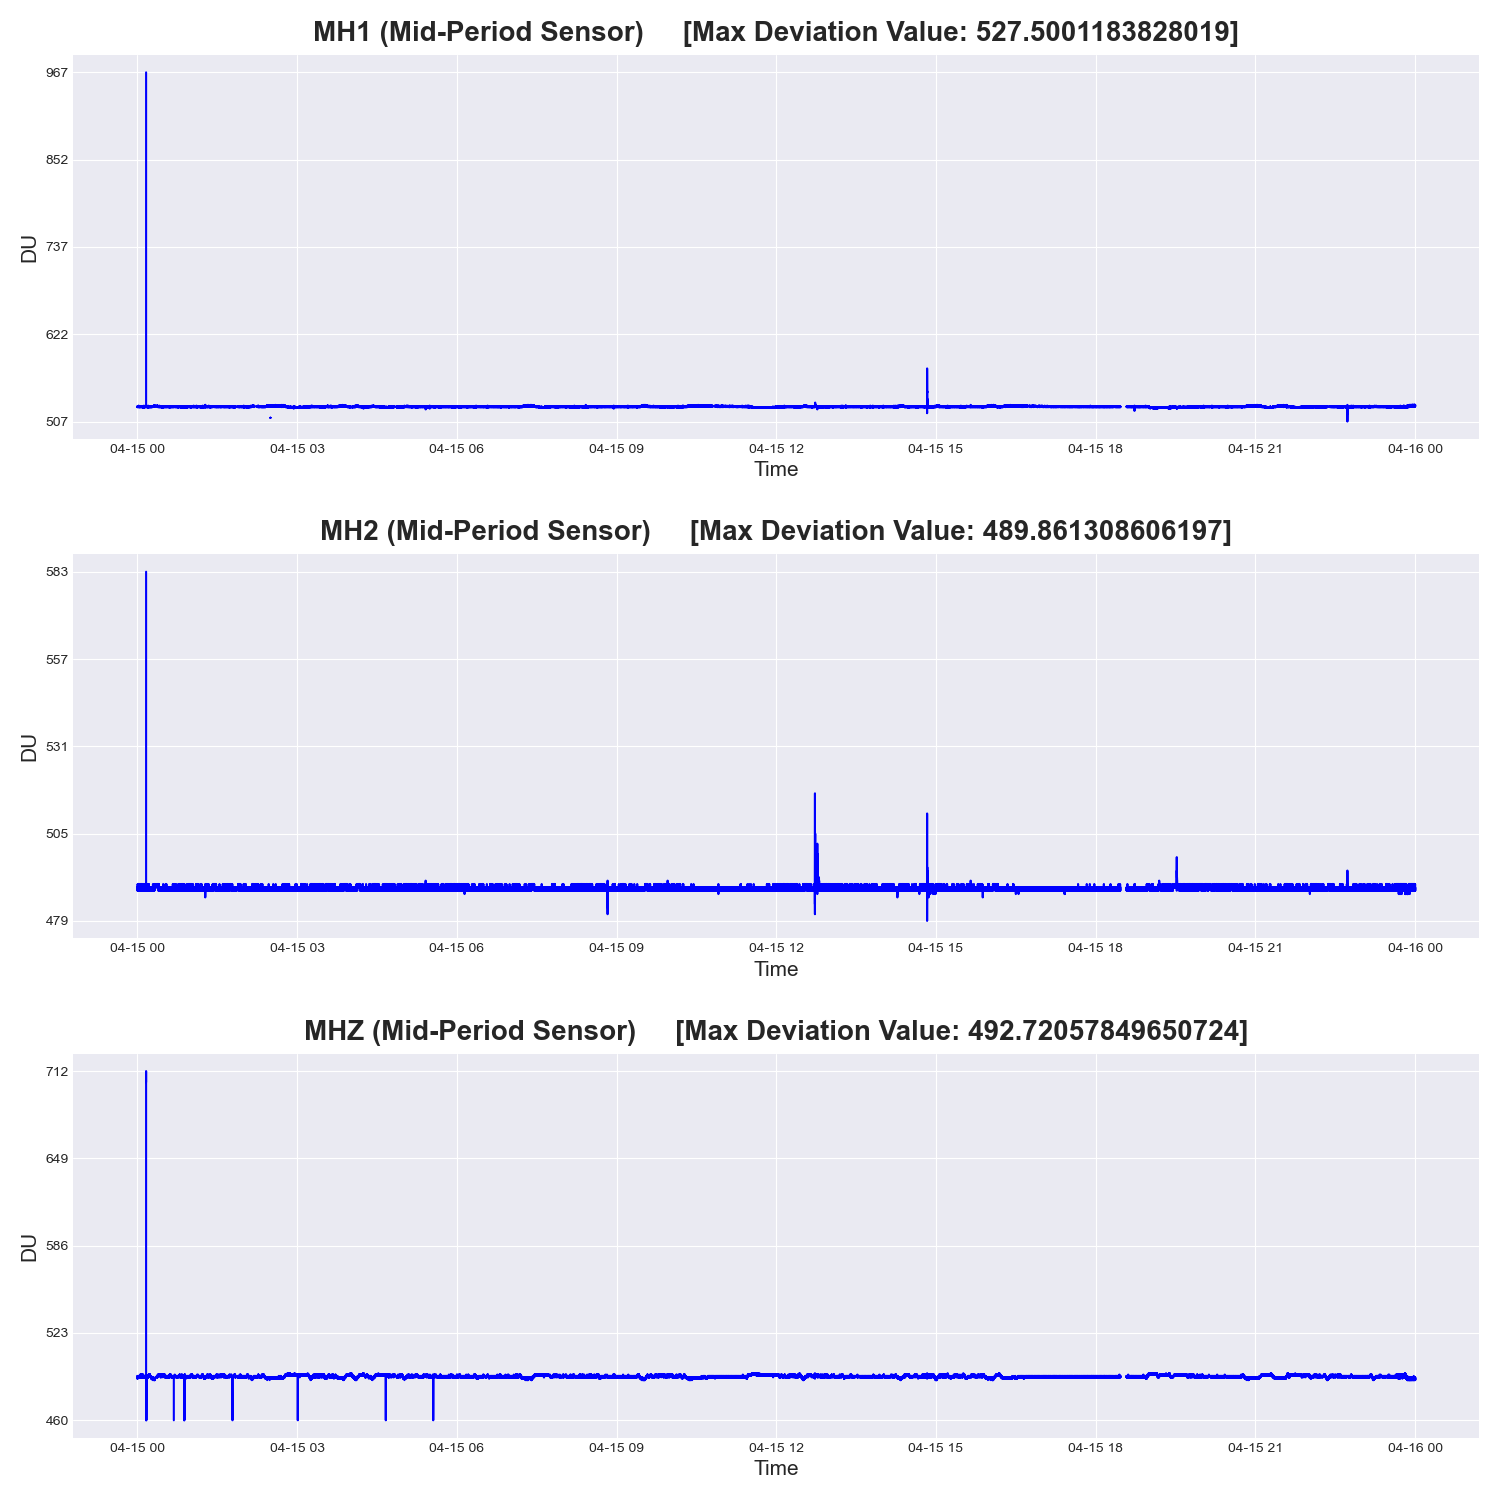 MH1 (Mid-Period Sensor) [Max Deviation Value: 527.5001183828019]
967
852
737
622
507
DU
04-15 00 04-15 03 04-15 06 04-15 09 04-15 12 04-15 15 04-15 18 04-15 21 04-16 00
Time
MH2 (Mid-Period Sensor) [Max Deviation Value: 489.861308606197]
583
557
531
505
479
DU
04-15 00 04-15 03 04-15 06 04-15 09 04-15 12 04-15 15 04-15 18 04-15 21 04-16 00
Time
MHZ (Mid-Period Sensor) [Max Deviation Value: 492.72057849650724]
712
649
586
523
460
DU
04-15 00 04-15 03 04-15 06 04-15 09 04-15 12 04-15 15 04-15 18 04-15 21 04-16 00
Time